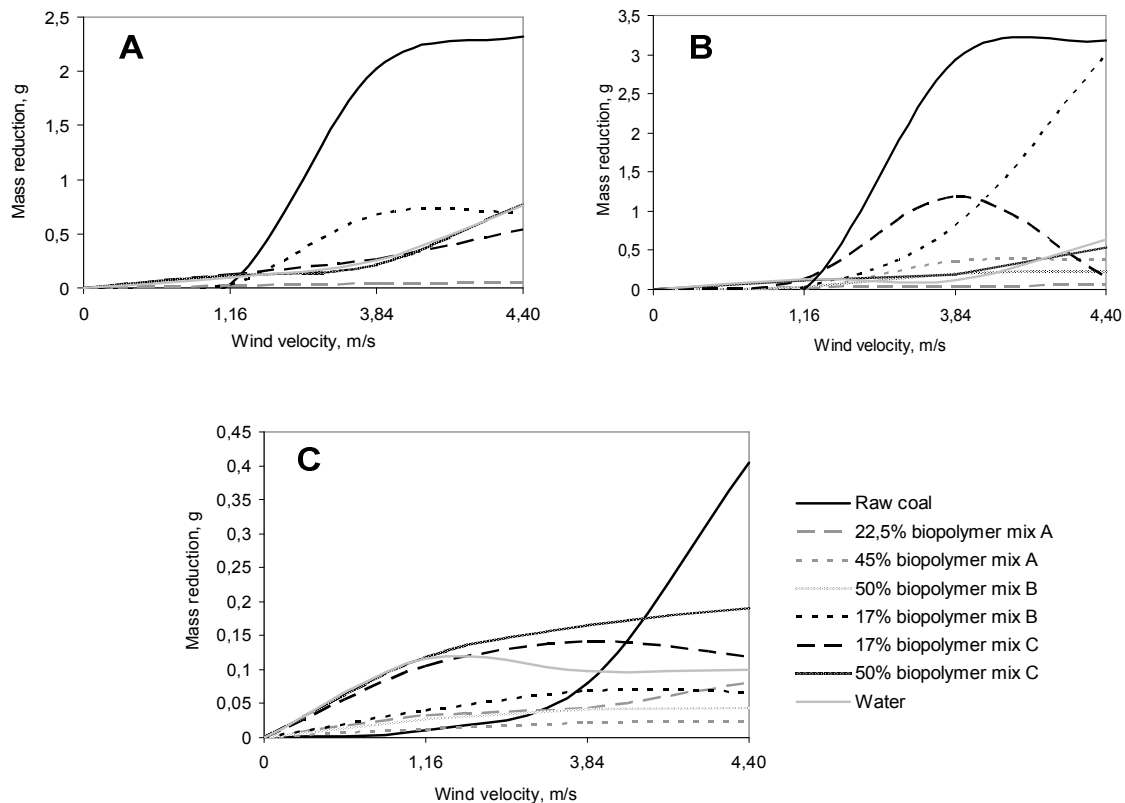 A
Mass reduction, g
2,5
2
1,5
1
0,5
0
0 1,16 3,84 4,40
Wind velocity, m/s
B
Mass reduction, g
3,5
3
2,5
2
1,5
1
0,5
0
0 1,16 3,84 4,40
Wind velocity, m/s
C
Mass reduction, g
0,45
0,4
0,35
0,3
0,25
0,2
0,15
0,1
0,05
0
0 1,16 3,84 4,40
Wind velocity, m/s
Raw coal
22,5% biopolymer mix A
45% biopolymer mix A
50% biopolymer mix B
17% biopolymer mix B
17% biopolymer mix C
50% biopolymer mix C
Water